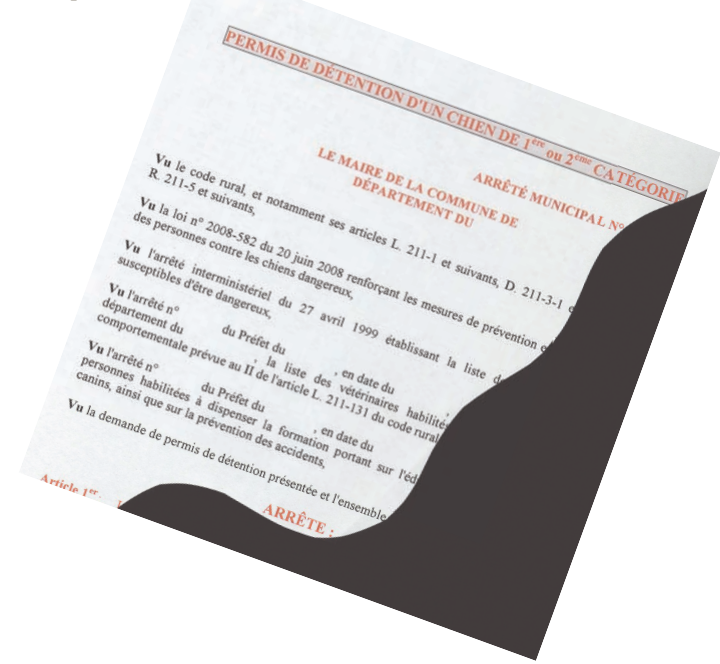 PERMIS DE DÉTENTION D'UN CHIEN DE 1ère ou 2ème CATÉGORIE
ARRÊTÉ MUNICIPAL N°
LE MAIRE DE LA COMMUNE DE
DÉPARTEMENT DU
Vu le code rural, et notamment ses articles L. 211-1 et suivants, D. 211-3-1
R. 211-5 et suivants,
Vu la loi n° 2008-582 du 20 juin 2008 renforçant les mesures de prévention
des personnes contre les chiens dangereux,
Vu l'arrêté interministériel du 27 avril 1999 établissant la liste
susceptibles d'être dangereux,
Vu l'arrêté n° du Préfet du , en date du ,
département du , la liste des vétérinaires
comportementale prévue au II de l'article L. 211-131 du code rural
Vu l'arrêté n° du Préfet du , en date du
personnes habilitées à dispenser la formation portant sur
canins, ainsi que sur la prévention des accidents,
Vu la demande de permis de détention présentée et l'ensemble
ARRÊTE :
Article 1er.